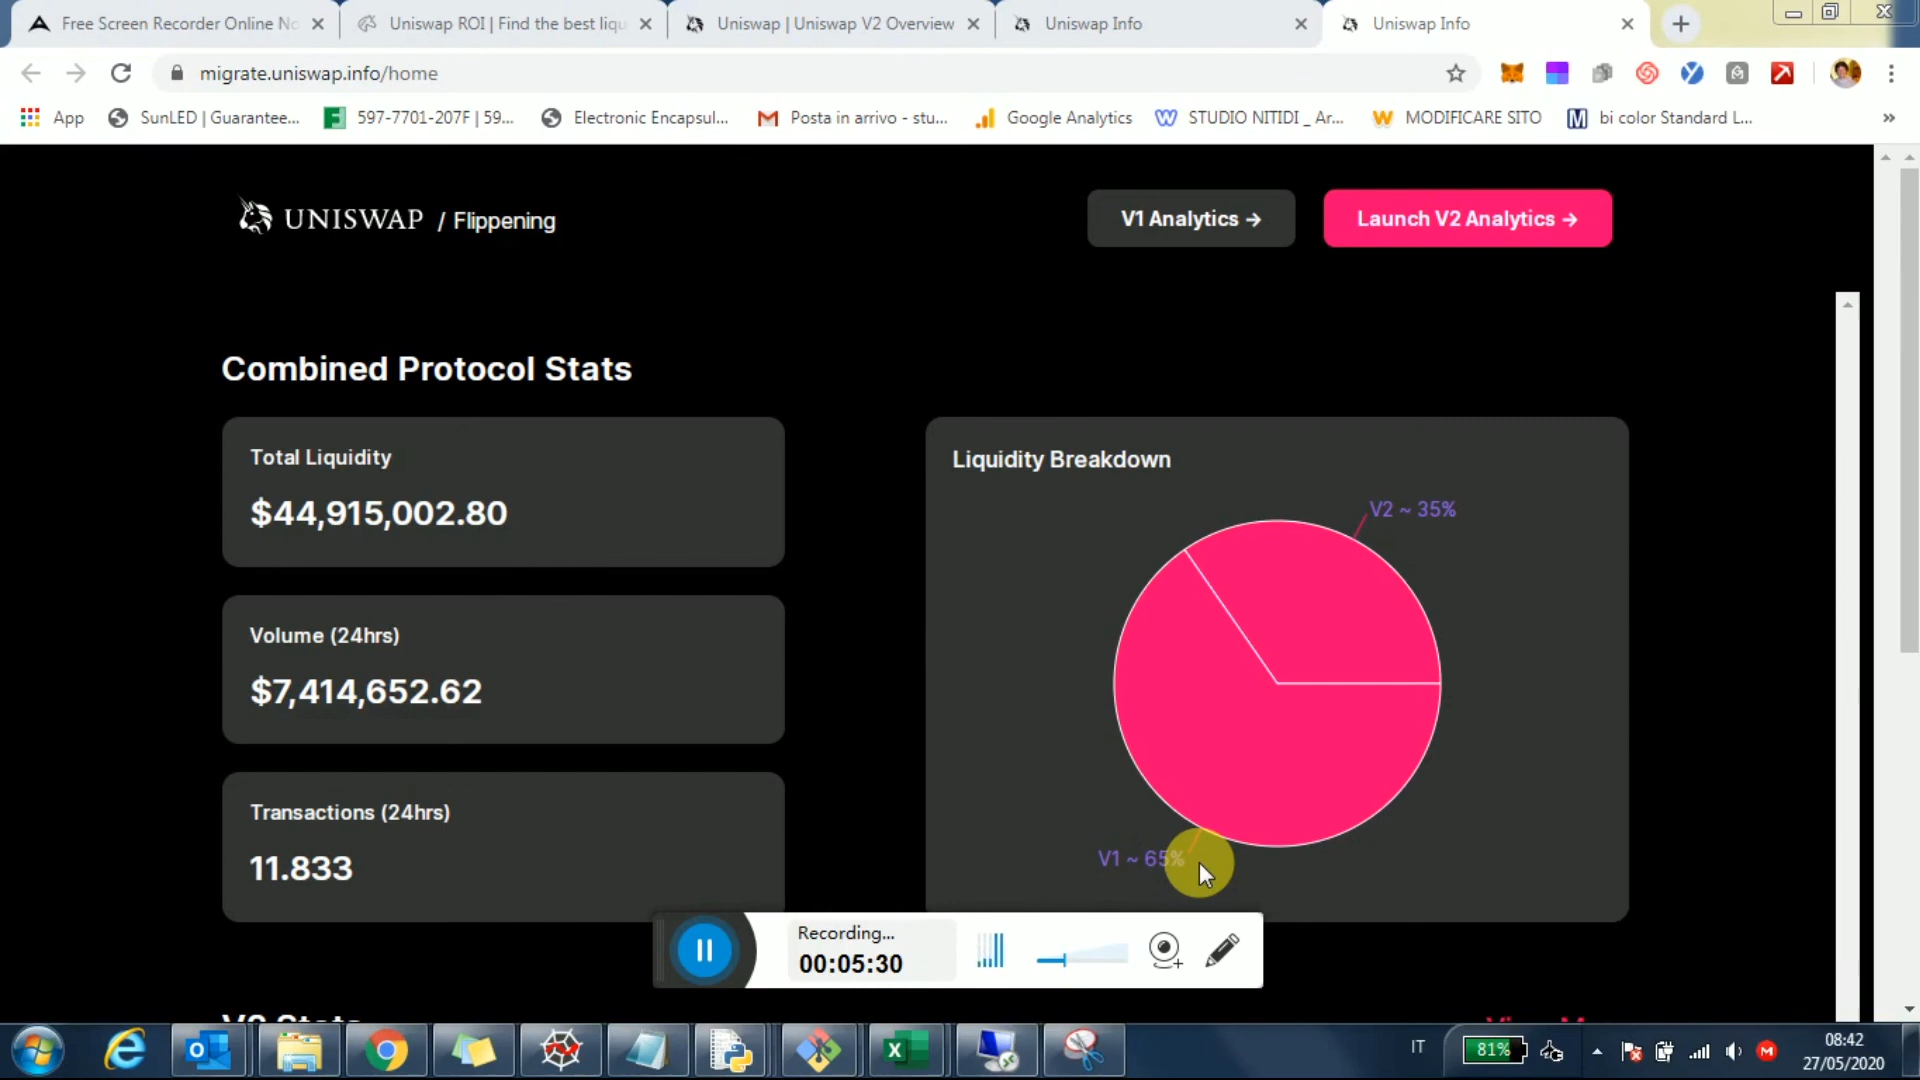 Free Screen Recorder Online No
Uniswap ROI | Find the best liqu
Uniswap | Uniswap V2 Overview
Uniswap Info
Uniswap Info
migrate.uniswap.info/home
App
SunLED | Guarantee...
597-7701-207F | 59...
Electronic Encapsul...
Posta in arrivo - stu...
Google Analytics
STUDIO NITIDI _ Ar...
MODIFICARE SITO
bi color Standard L...
UNISWAP / Flippening
V1 Analytics →
Launch V2 Analytics →
Combined Protocol Stats
Total Liquidity
$44,915,002.80
Volume (24hrs)
$7,414,652.62
Transactions (24hrs)
11.833
Liquidity Breakdown
V2 ~ 35%
V1 ~ 65%
Recording...
00:05:30
IT
81%
08:42
27/05/2020